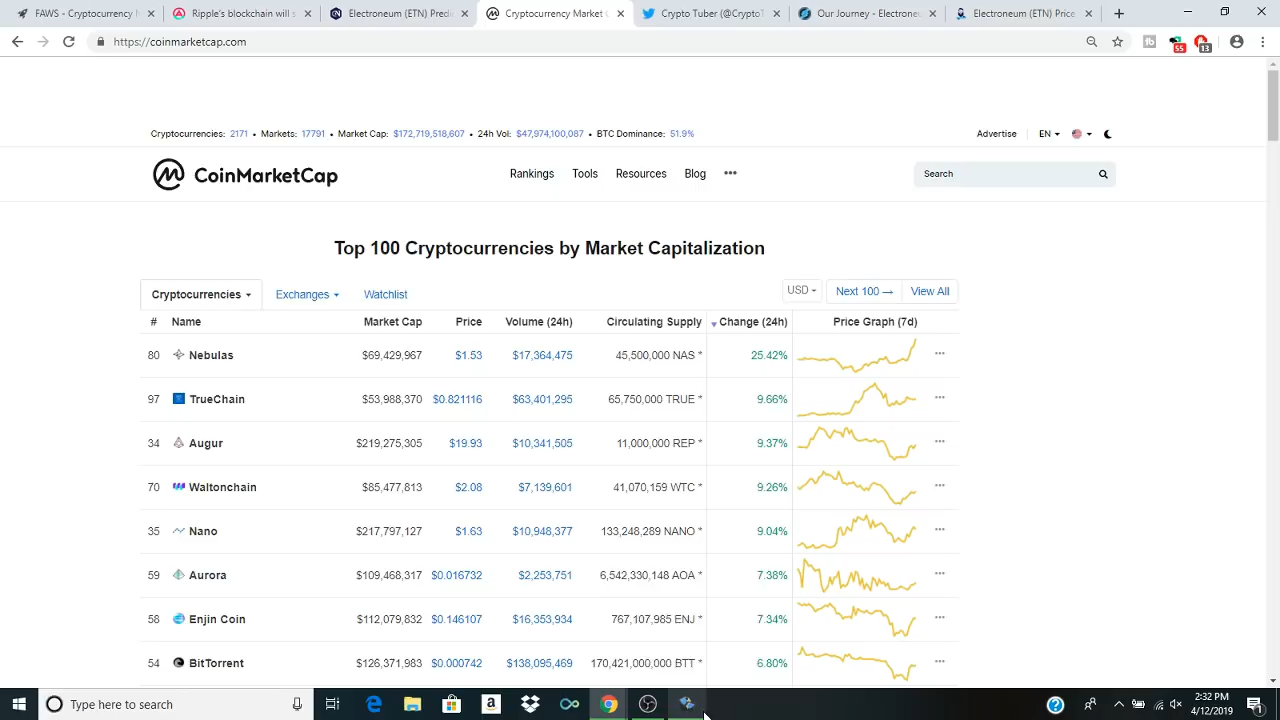 FAWS - Cryptocurrency N
Ripple's blockchain will s
Electroneum (ETN) Predic
Cryptocurrency Market C
Crypto Tuber (@CryptoT
Our Journey - Electroneu
Electroneum (ETN) Price
https://coinmarketcap.com
55
13
Cryptocurrencies: 2171 • Markets: 17791 • Market Cap: $172,719,518,607 • 24h Vol: $47,974,100,087 • BTC Dominance: 51.9%
Advertise EN
CoinMarketCap
Rankings Tools Resources Blog
Search
Top 100 Cryptocurrencies by Market Capitalization
Cryptocurrencies Exchanges Watchlist USD Next 100 → View All
# Name Market Cap Price Volume (24h) Circulating Supply Change (24h) Price Graph (7d)
80 Nebulas $69,429,967 $1.53 $17,364,475 45,500,000 NAS * 25.42%
97 TrueChain $53,988,370 $0.821116 $63,401,295 65,750,000 TRUE * 9.66%
34 Augur $219,275,305 $19.93 $10,341,505 11,000,000 REP * 9.37%
70 Waltonchain $85,477,813 $2.08 $7,139,601 41,070,159 WTC * 9.26%
35 Nano $217,797,127 $1.63 $10,948,377 133,248,289 NANO * 9.04%
59 Aurora $109,468,317 $0.016732 $2,253,751 6,542,330,148 AOA * 7.38%
58 Enjin Coin $112,079,832 $0.146107 $16,353,934 767,107,985 ENJ * 7.34%
54 BitTorrent $126,371,983 $0.000742 $138,095,469 170,421,000,000 BTT * 6.80%
Type here to search
2:32 PM
4/12/2019